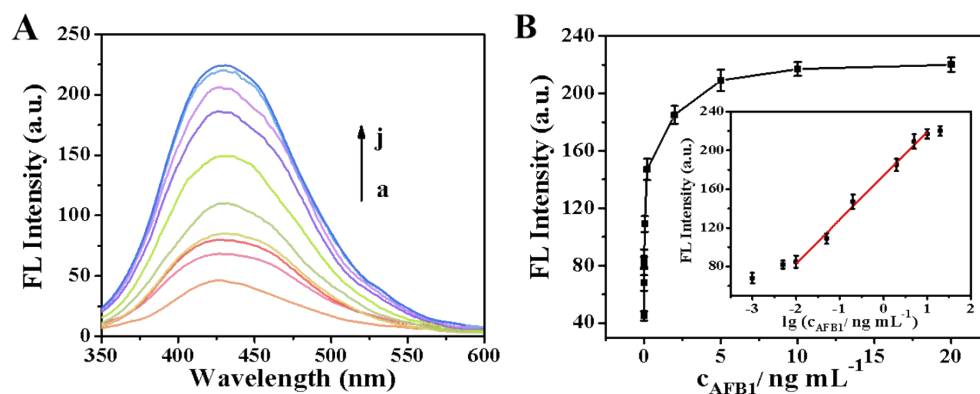 A
FL Intensity (a.u.)
250
200
150
100
50
0
j
a
350 400 450 500 550 600
Wavelength (nm)
B
FL Intensity (a.u.)
240
200
160
120
80
40
0 5 10 15 20
c_AFB1/ ng mL⁻¹
FL Intensity (a.u.)
240
200
160
120
80
-3 -2 -1 0 1 2
lg (c_AFB1/ ng mL⁻¹)